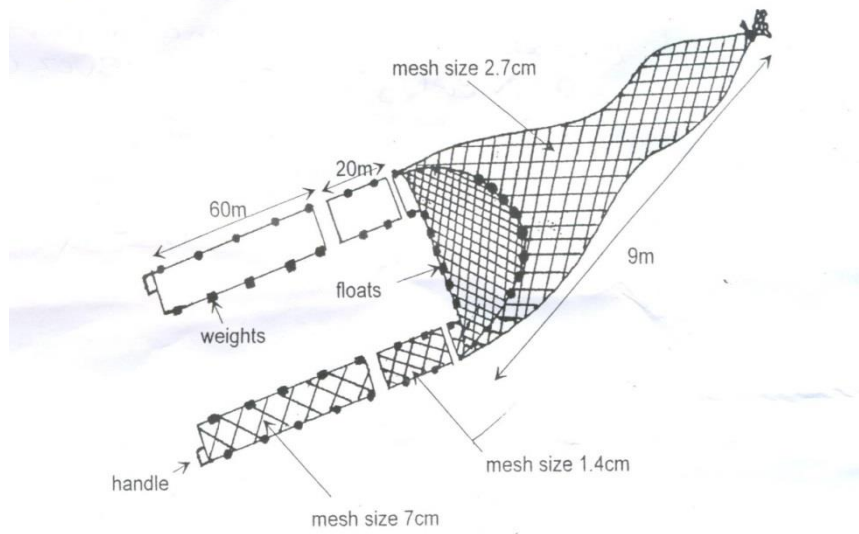 mesh size 2.7cm
20m
60m
9m
floats
weights
mesh size 1.4cm
handle
mesh size 7cm